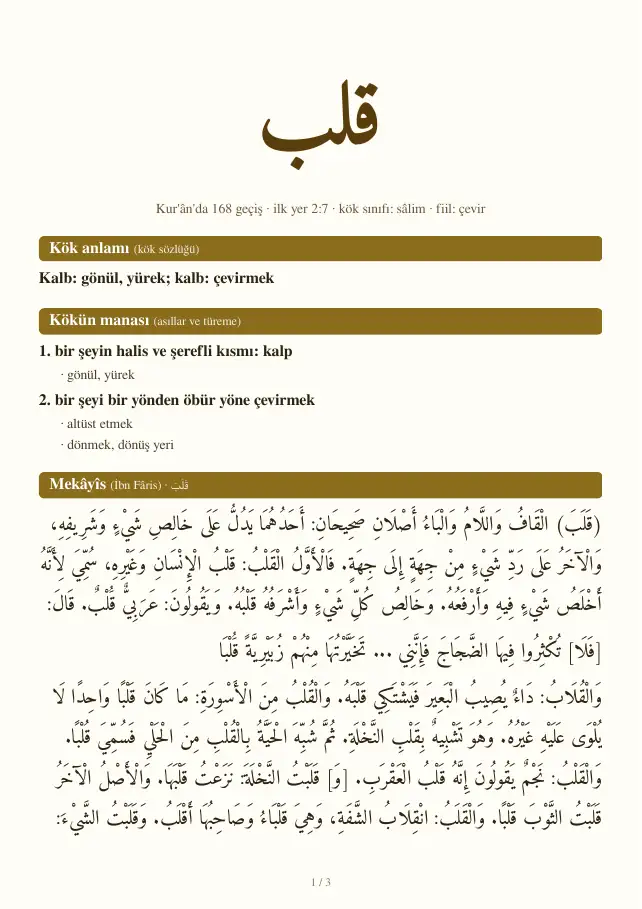 قلب
Kur'ân'da 168 geçiş · ilk yer 2:7 · kök sınıfı: sâlim · fiil: çevir
Kök anlamı (kök sözlüğü)
Kalb: gönül, yürek; kalb: çevirmek
Kökün manası (asıllar ve türeme)
1. bir şeyin halis ve şerefli kısmı: kalp
· gönül, yürek
2. bir şeyi bir yönden öbür yöne çevirmek
· altüst etmek
· dönmek, dönüş yeri
Mekâyîs (İbn Fâris) · قَلَبَ
(قَلَبَ) الْقَافُ وَاللَّامُ وَالْبَاءُ أَصْلَانِ صَحِيحَانِ: أَحَدُهُمَا يَدُلُّ عَلَى خَالِصِ شَيْءٍ وَشَرِيفِهِ،
وَالْآخَرُ عَلَى رَدِّ شَيْءٍ مِنْ جِهَةٍ إِلَى جِهَةٍ. فَالْأَوَّلُ الْقَلْبُ: قَلْبُ الْإِنْسَانِ وَغَيْرِهِ، سُمِّيَ لِأَنَّهُ
أَخْلَصُ شَيْءٍ فِيهِ وَأَرْفَعُهُ. وَخَالِصُ كُلِّ شَيْءٍ وَأَشْرَفُهُ قَلْبُهُ. وَيَقُولُونَ: عَرَبِيٌّ قُلْبٌ. قَالَ:
[فَلَا] تُكْثِرُوا فِيهَا الضَّجَاجَ فَإِنَّنِي ... تَخَيَّرْتُهَا مِنْهُمْ زُبَيْرِيَّةً قُلْبَا
وَالْقُلَابُ: دَاءٌ يُصِيبُ الْبَعِيرَ فَيَشْتَكِي قَلْبَهُ. وَالْقُلْبُ مِنَ الْأَسْوِرَةِ: مَا كَانَ قَلْبًا وَاحِدًا لَا
يُلْوَى عَلَيْهِ غَيْرُهُ. وَهُوَ تَشْبِيهٌ بِقَلْبِ النَّخْلَةِ. ثُمَّ شُبِّهَ الْحَيَّةُ بِالْقُلْبِ مِنَ الْحَلْيِ فَسُمِّيَ قُلْبًا.
وَالْقَلْبُ: نَجْمٌ يَقُولُونَ إِنَّهُ قَلْبُ الْعَقْرَبِ. [وَ] قَلَبْتُ النَّخْلَةَ: نَزَعْتُ قَلْبَهَا. وَالْأَصْلُ الْآخَرُ
قَلَبْتُ الثَّوْبَ قَلْبًا. وَالْقَلَبُ: انْقِلَابُ الشَّفَةِ، وَهِيَ قَلْبَاءُ وَصَاحِبُهَا أَقْلَبُ. وَقَلَبْتُ الشَّيْءَ:
1 / 3